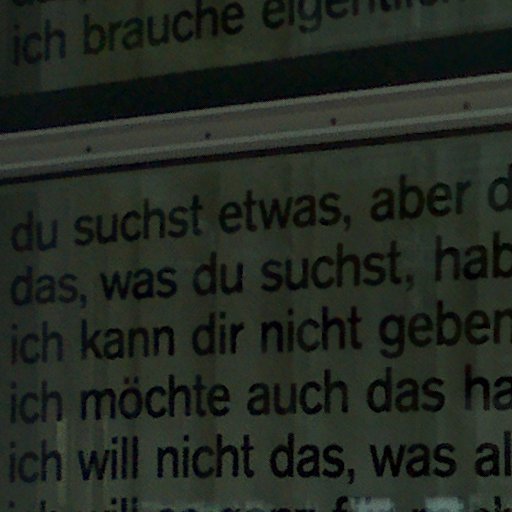 ich brauche
du suchst etwas, aber
das, was du suchst,
ich kann dir nicht geben
ich möchte auch das
ich will nicht das, was